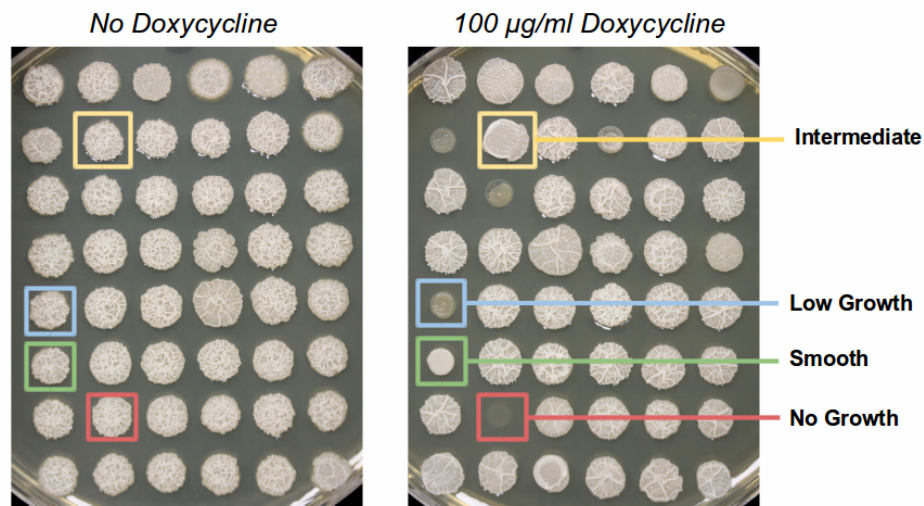 No Doxycycline
100 µg/ml Doxycycline
Intermediate
Low Growth
Smooth
No Growth